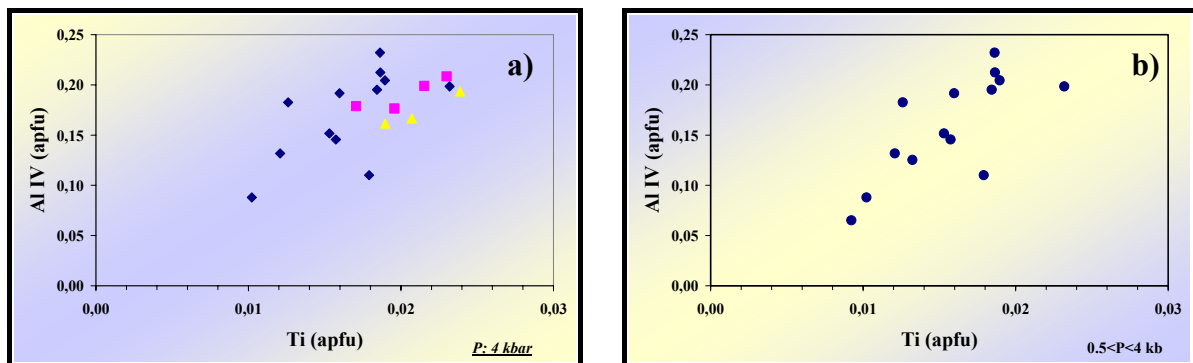 a)
0,25
0,20
0,15
0,10
0,05
0,00
Al IV (apfu)
0,00 0,01 0,02 0,03
Ti (apfu)
P: 4 kbar
b)
0,25
0,20
0,15
0,10
0,05
0,00
Al IV (apfu)
0,00 0,01 0,02 0,03
Ti (apfu)
0.5<P<4 kb